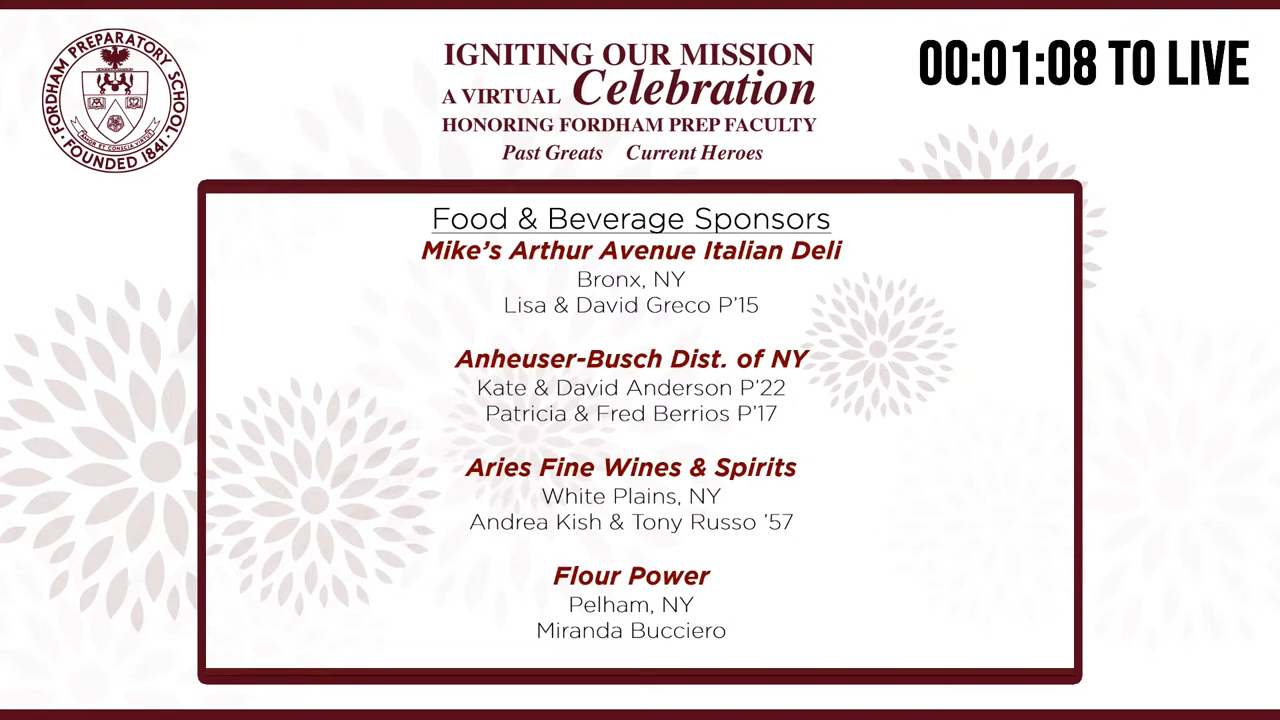 FORDHAM PREPARATORY SCHOOL
FOUNDED 1841
IGNITING OUR MISSION
A VIRTUAL Celebration
HONORING FORDHAM PREP FACULTY
Past Greats Current Heroes
00:01:08 TO LIVE
Food & Beverage Sponsors
Mike's Arthur Avenue Italian Deli
Bronx, NY
Lisa & David Greco P'15
Anheuser-Busch Dist. of NY
Kate & David Anderson P'22
Patricia & Fred Berrios P'17
Aries Fine Wines & Spirits
White Plains, NY
Andrea Kish & Tony Russo '57
Flour Power
Pelham, NY
Miranda Bucciero